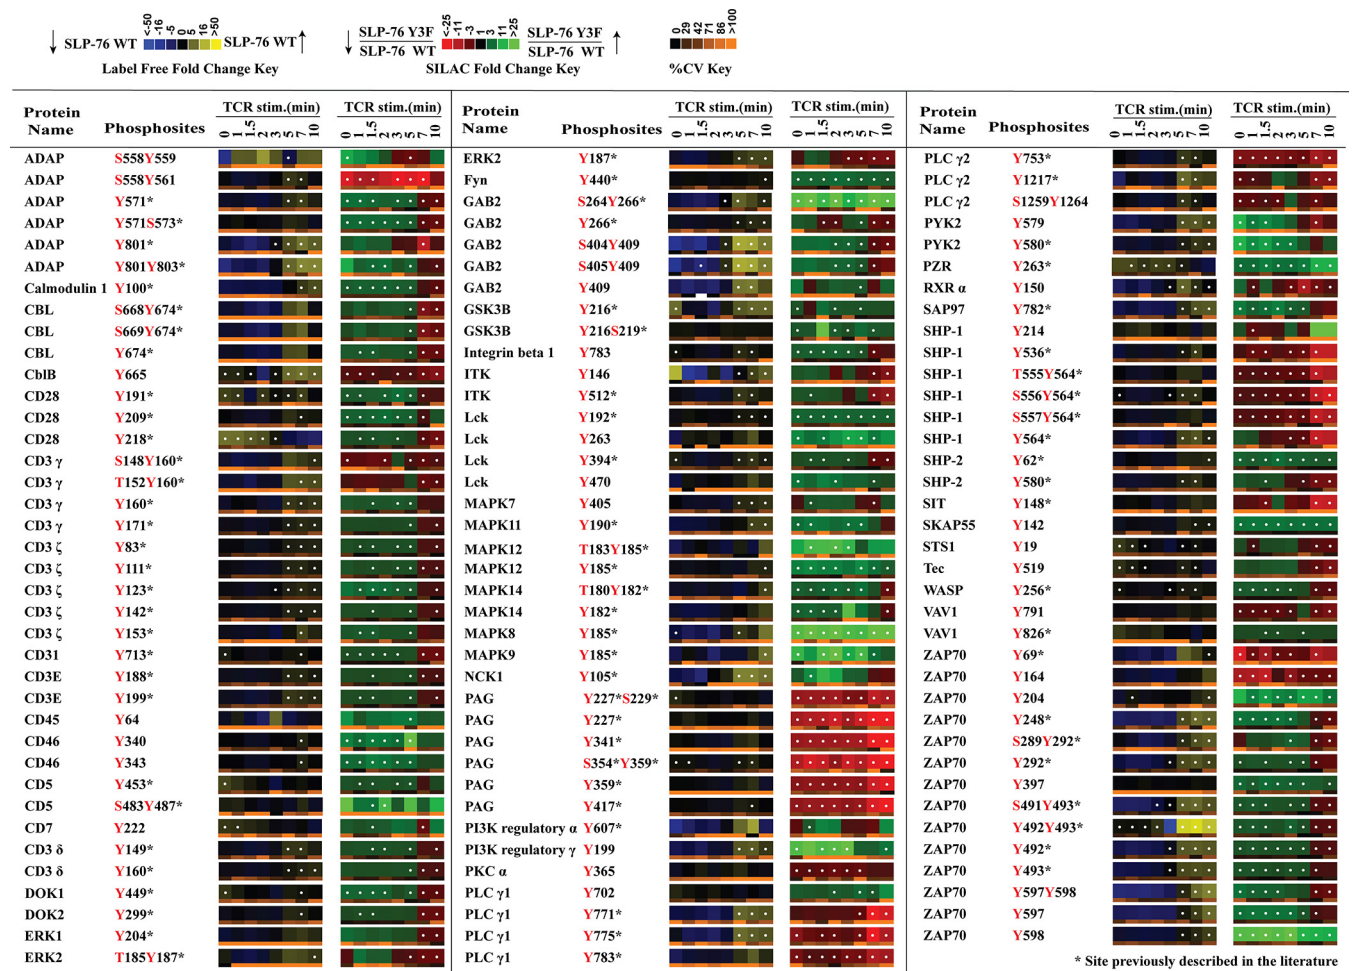 <-50 -16 -5 0 5 16 >50
↓ SLP-76 WT SLP-76 WT ↑
Label Free Fold Change Key
<-25 -11 -3 1 3 11 >25
↓ SLP-76 Y3F SLP-76 Y3F ↑
SLP-76 WT SLP-76 WT
SILAC Fold Change Key
0 29 42 71 86 >100
%CV Key
Protein Name Phosphosites TCR stim.(min) TCR stim.(min)
0 1 1.5 2 3 5 7 10 0 1 1.5 2 3 5 7 10
ADAP S558Y559
ADAP S558Y561
ADAP Y571*
ADAP Y571S573*
ADAP Y801*
ADAP Y801Y803*
Calmodulin 1 Y100*
CBL S668Y674*
CBL S669Y674*
CBL Y674*
CblB Y665
CD28 Y191*
CD28 Y209*
CD28 Y218*
CD3 γ S148Y160*
CD3 γ T152Y160*
CD3 γ Y160*
CD3 γ Y171*
CD3 ζ Y83*
CD3 ζ Y111*
CD3 ζ Y123*
CD3 ζ Y142*
CD3 ζ Y153*
CD31 Y713*
CD3E Y188*
CD3E Y199*
CD45 Y64
CD46 Y340
CD46 Y343
CD5 Y453*
CD5 S483Y487*
CD7 Y222
CD3 δ Y149*
CD3 δ Y160*
DOK1 Y449*
DOK2 Y299*
ERK1 Y204*
ERK2 T185Y187*
Protein Name Phosphosites TCR stim.(min) TCR stim.(min)
0 1 1.5 2 3 5 7 10 0 1 1.5 2 3 5 7 10
ERK2 Y187*
Fyn Y440*
GAB2 S264Y266*
GAB2 Y266*
GAB2 S404Y409
GAB2 S405Y409
GAB2 Y409
GSK3B Y216*
GSK3B Y216S219*
Integrin beta 1 Y783
ITK Y146
ITK Y512*
Lck Y192*
Lck Y263
Lck Y394*
Lck Y470
MAPK7 Y405
MAPK11 Y190*
MAPK12 T183Y185*
MAPK12 Y185*
MAPK14 T180Y182*
MAPK14 Y182*
MAPK8 Y185*
MAPK9 Y185*
NCK1 Y105*
PAG Y227*S229*
PAG Y227*
PAG Y341*
PAG S354*Y359*
PAG Y359*
PAG Y417*
PI3K regulatory α Y607*
PI3K regulatory γ Y199
PKC α Y365
PLC γ1 Y702
PLC γ1 Y771*
PLC γ1 Y775*
PLC γ1 Y783*
Protein Name Phosphosites TCR stim.(min) TCR stim.(min)
0 1 1.5 2 3 5 7 10 0 1 1.5 2 3 5 7 10
PLC γ2 Y753*
PLC γ2 Y1217*
PLC γ2 S1259Y1264
PYK2 Y579
PYK2 Y580*
PZR Y263*
RXR α Y150
SAP97 Y782*
SHP-1 Y214
SHP-1 Y536*
SHP-1 T555Y564*
SHP-1 S556Y564*
SHP-1 S557Y564*
SHP-1 Y564*
SHP-2 Y62*
SHP-2 Y580*
SIT Y148*
SKAP55 Y142
STS1 Y19
Tec Y519
WASP Y256*
VAV1 Y791
VAV1 Y826*
ZAP70 Y69*
ZAP70 Y164
ZAP70 Y204
ZAP70 Y248*
ZAP70 S289Y292*
ZAP70 Y292*
ZAP70 Y397
ZAP70 S491Y493*
ZAP70 Y492Y493*
ZAP70 Y492*
ZAP70 Y493*
ZAP70 Y597Y598
ZAP70 Y597
ZAP70 Y598
* Site previously described in the literature